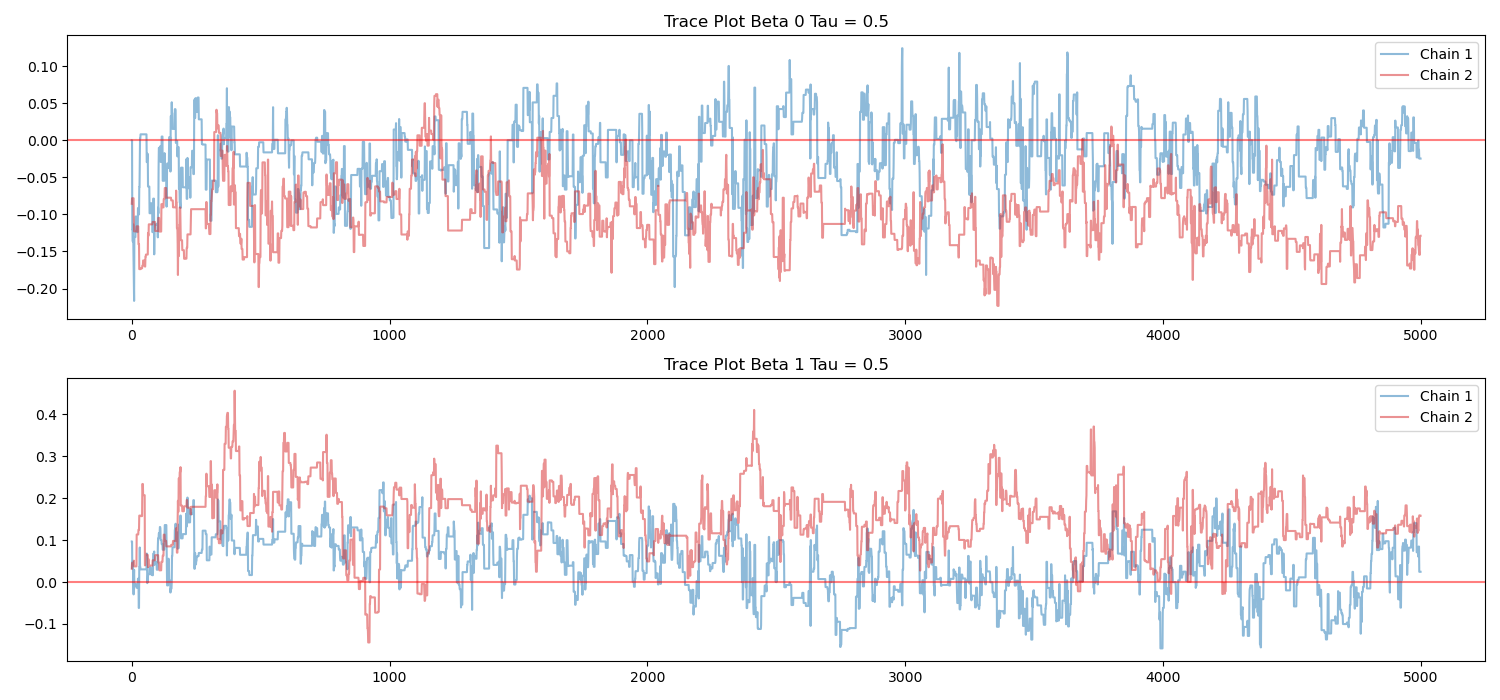 Trace Plot Beta 0 Tau = 0.5
Chain 1
Chain 2
0.10
0.05
0.00
−0.05
−0.10
−0.15
−0.20
0 1000 2000 3000 4000 5000
Trace Plot Beta 1 Tau = 0.5
Chain 1
Chain 2
0.4
0.3
0.2
0.1
0.0
−0.1
0 1000 2000 3000 4000 5000